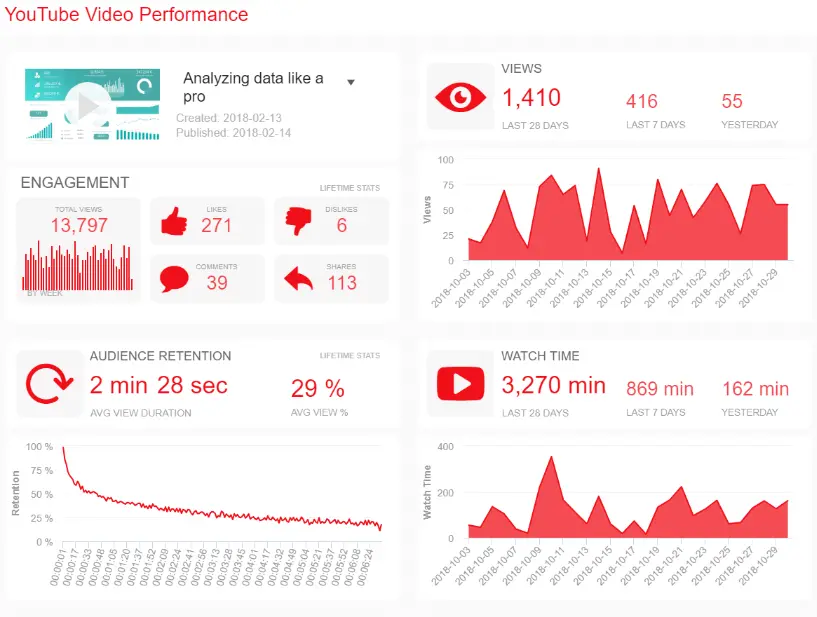 YouTube Video Performance
Analyzing data like a
pro
Created: 2018-02-13
Published: 2018-02-14
VIEWS
1,410
416
55
LAST 28 DAYS
LAST 7 DAYS
YESTERDAY
ENGAGEMENT
LIFETIME STATS
TOTAL VIEWS
13,797
BY WEEK
LIKES
271
DISLIKES
6
COMMENTS
39
SHARES
113
Views
100
75
50
25
0
2018-10-03
2018-10-05
2018-10-07
2018-10-09
2018-10-11
2018-10-13
2018-10-15
2018-10-17
2018-10-19
2018-10-21
2018-10-23
2018-10-25
2018-10-27
2018-10-29
AUDIENCE RETENTION
LIFETIME STATS
2 min 28 sec
29 %
AVG VIEW DURATION
AVG VIEW %
WATCH TIME
3,270 min
869 min
162 min
LAST 28 DAYS
LAST 7 DAYS
YESTERDAY
Retention
100 %
75 %
50 %
25 %
0 %
00:00:01
00:00:17
00:00:33
00:00:48
00:01:05
00:01:20
00:01:37
00:01:52
00:02:09
00:02:24
00:02:41
00:02:56
00:03:13
00:03:28
00:03:45
00:04:01
00:04:17
00:04:32
00:04:49
00:05:04
00:05:21
00:05:37
00:05:52
00:06:08
00:06:24
Watch Time
400
200
0
2018-10-03
2018-10-05
2018-10-07
2018-10-09
2018-10-11
2018-10-13
2018-10-15
2018-10-17
2018-10-19
2018-10-21
2018-10-23
2018-10-25
2018-10-27
2018-10-29